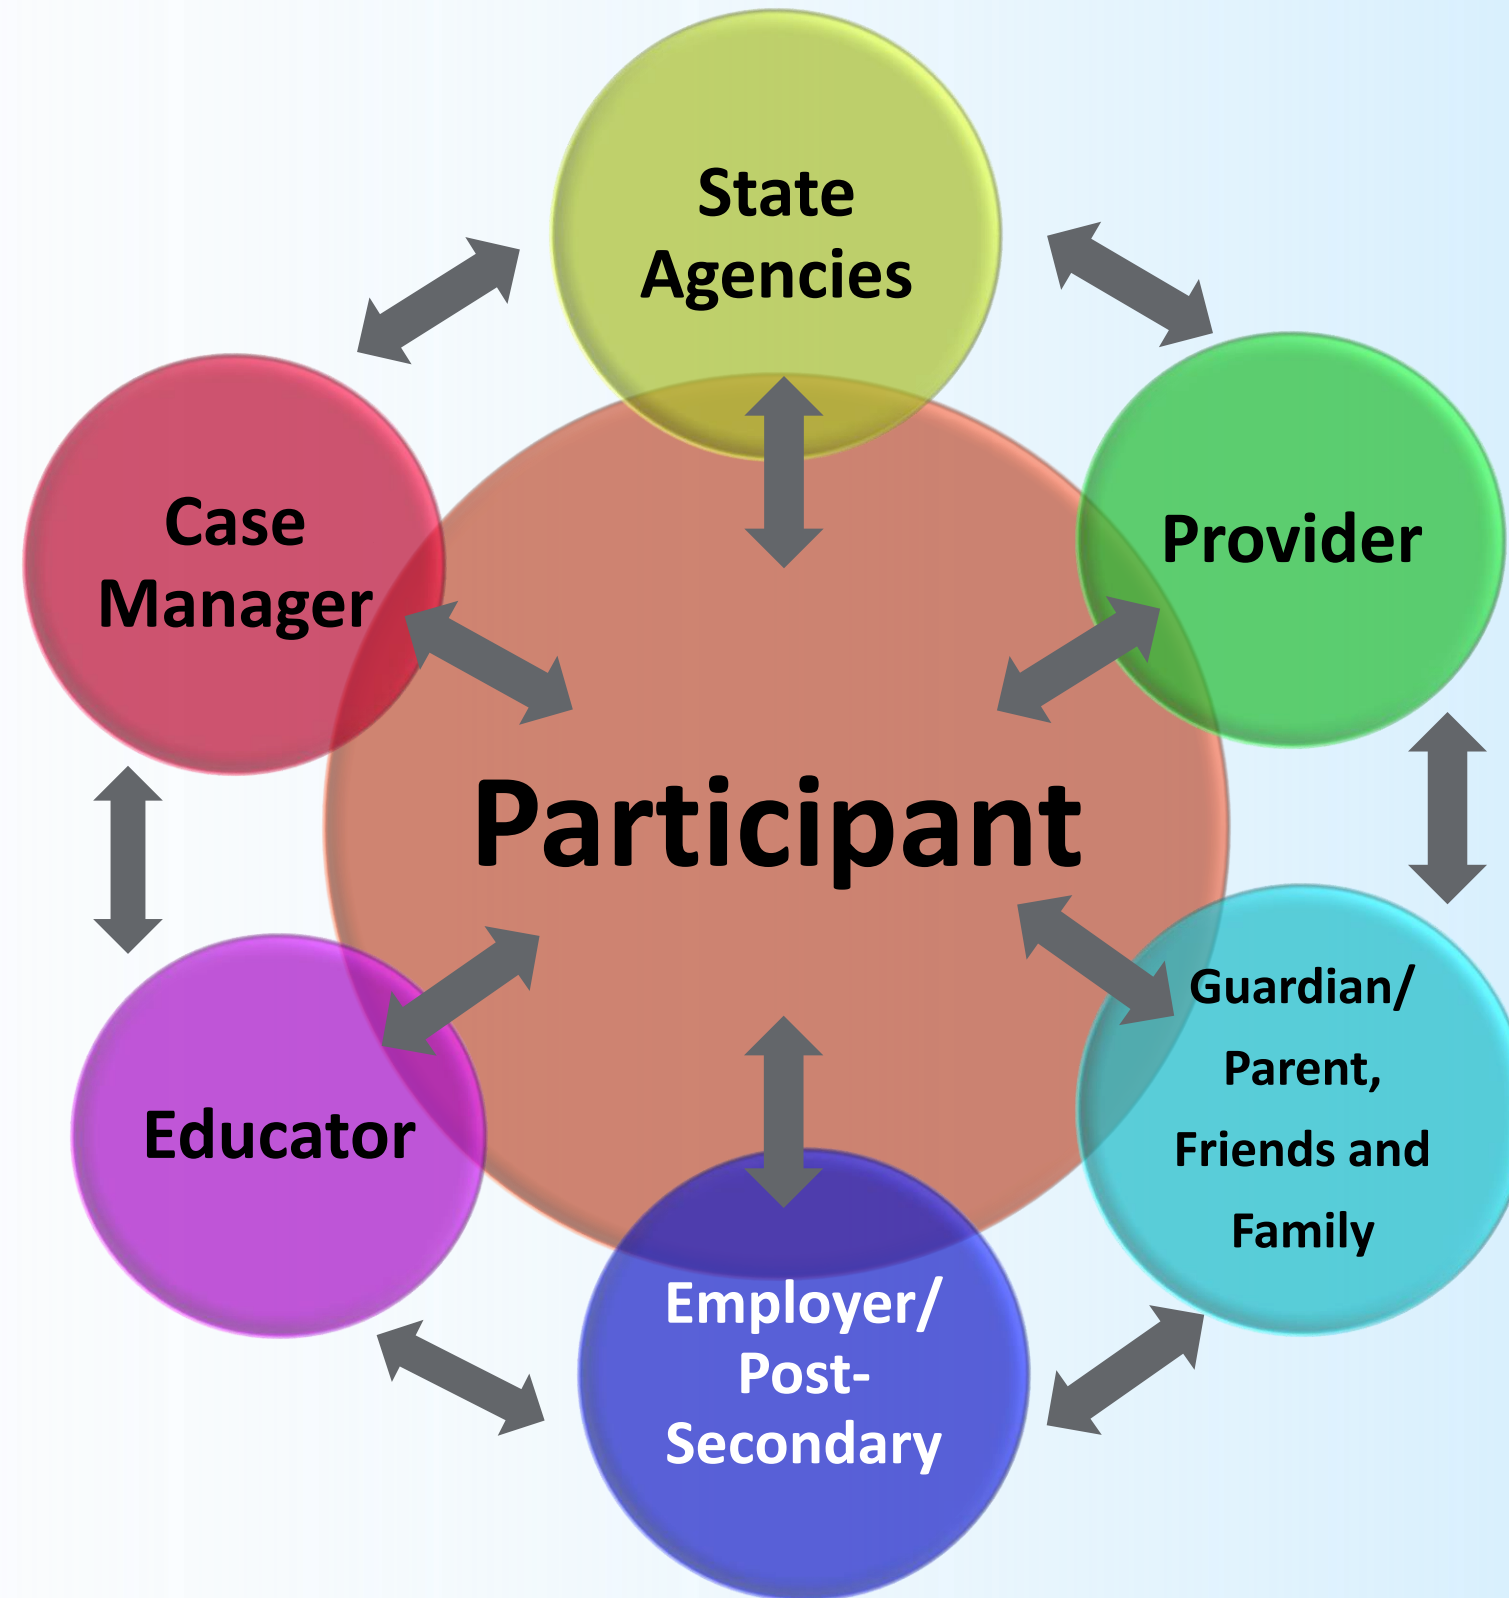 State
Agencies
Case
Manager
Provider
Participant
Guardian/
Parent,
Friends and
Family
Educator
Employer/
Post-
Secondary